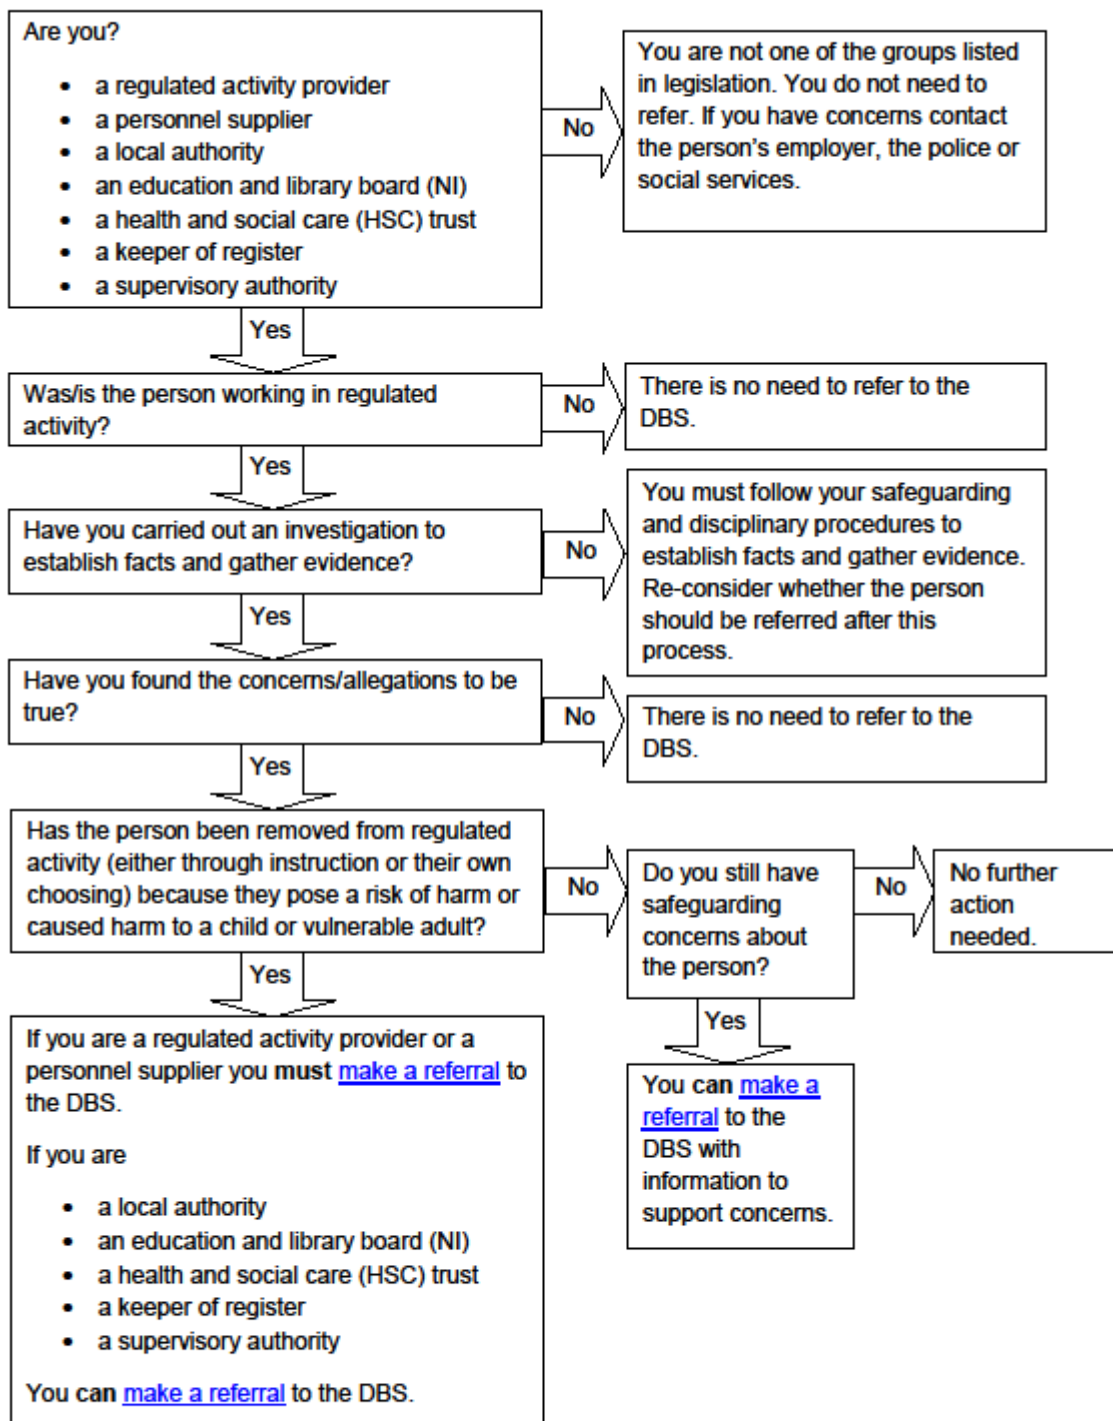 Are you?
• a regulated activity provider
• a personnel supplier
• a local authority
• an education and library board (NI)
• a health and social care (HSC) trust
• a keeper of register
• a supervisory authority
No
You are not one of the groups listed
in legislation. You do not need to
refer. If you have concerns contact
the person's employer, the police or
social services.
Yes
Was/is the person working in regulated
activity?
No
There is no need to refer to the
DBS.
Yes
Have you carried out an investigation to
establish facts and gather evidence?
No
You must follow your safeguarding
and disciplinary procedures to
establish facts and gather evidence.
Re-consider whether the person
should be referred after this
process.
Yes
Have you found the concerns/allegations to be
true?
No
There is no need to refer to the
DBS.
Yes
Has the person been removed from regulated
activity (either through instruction or their own
choosing) because they pose a risk of harm or
caused harm to a child or vulnerable adult?
No
Do you still have
safeguarding
concerns about
the person?
No
No further
action
needed.
Yes
If you are a regulated activity provider or a
personnel supplier you must make a referral to
the DBS.
If you are
• a local authority
• an education and library board (NI)
• a health and social care (HSC) trust
• a keeper of register
• a supervisory authority
You can make a referral to the DBS.
Yes
You can make a
referral to the
DBS with
information to
support concerns.